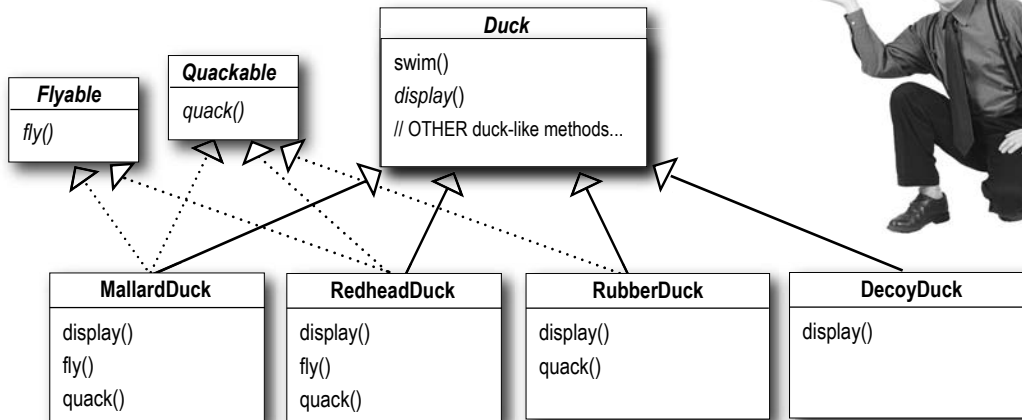 Duck
swim()
display()
// OTHER duck-like methods...
Quackable
quack()
Flyable
fly()
MallardDuck
display()
fly()
quack()
RedheadDuck
display()
fly()
quack()
RubberDuck
display()
quack()
DecoyDuck
display()